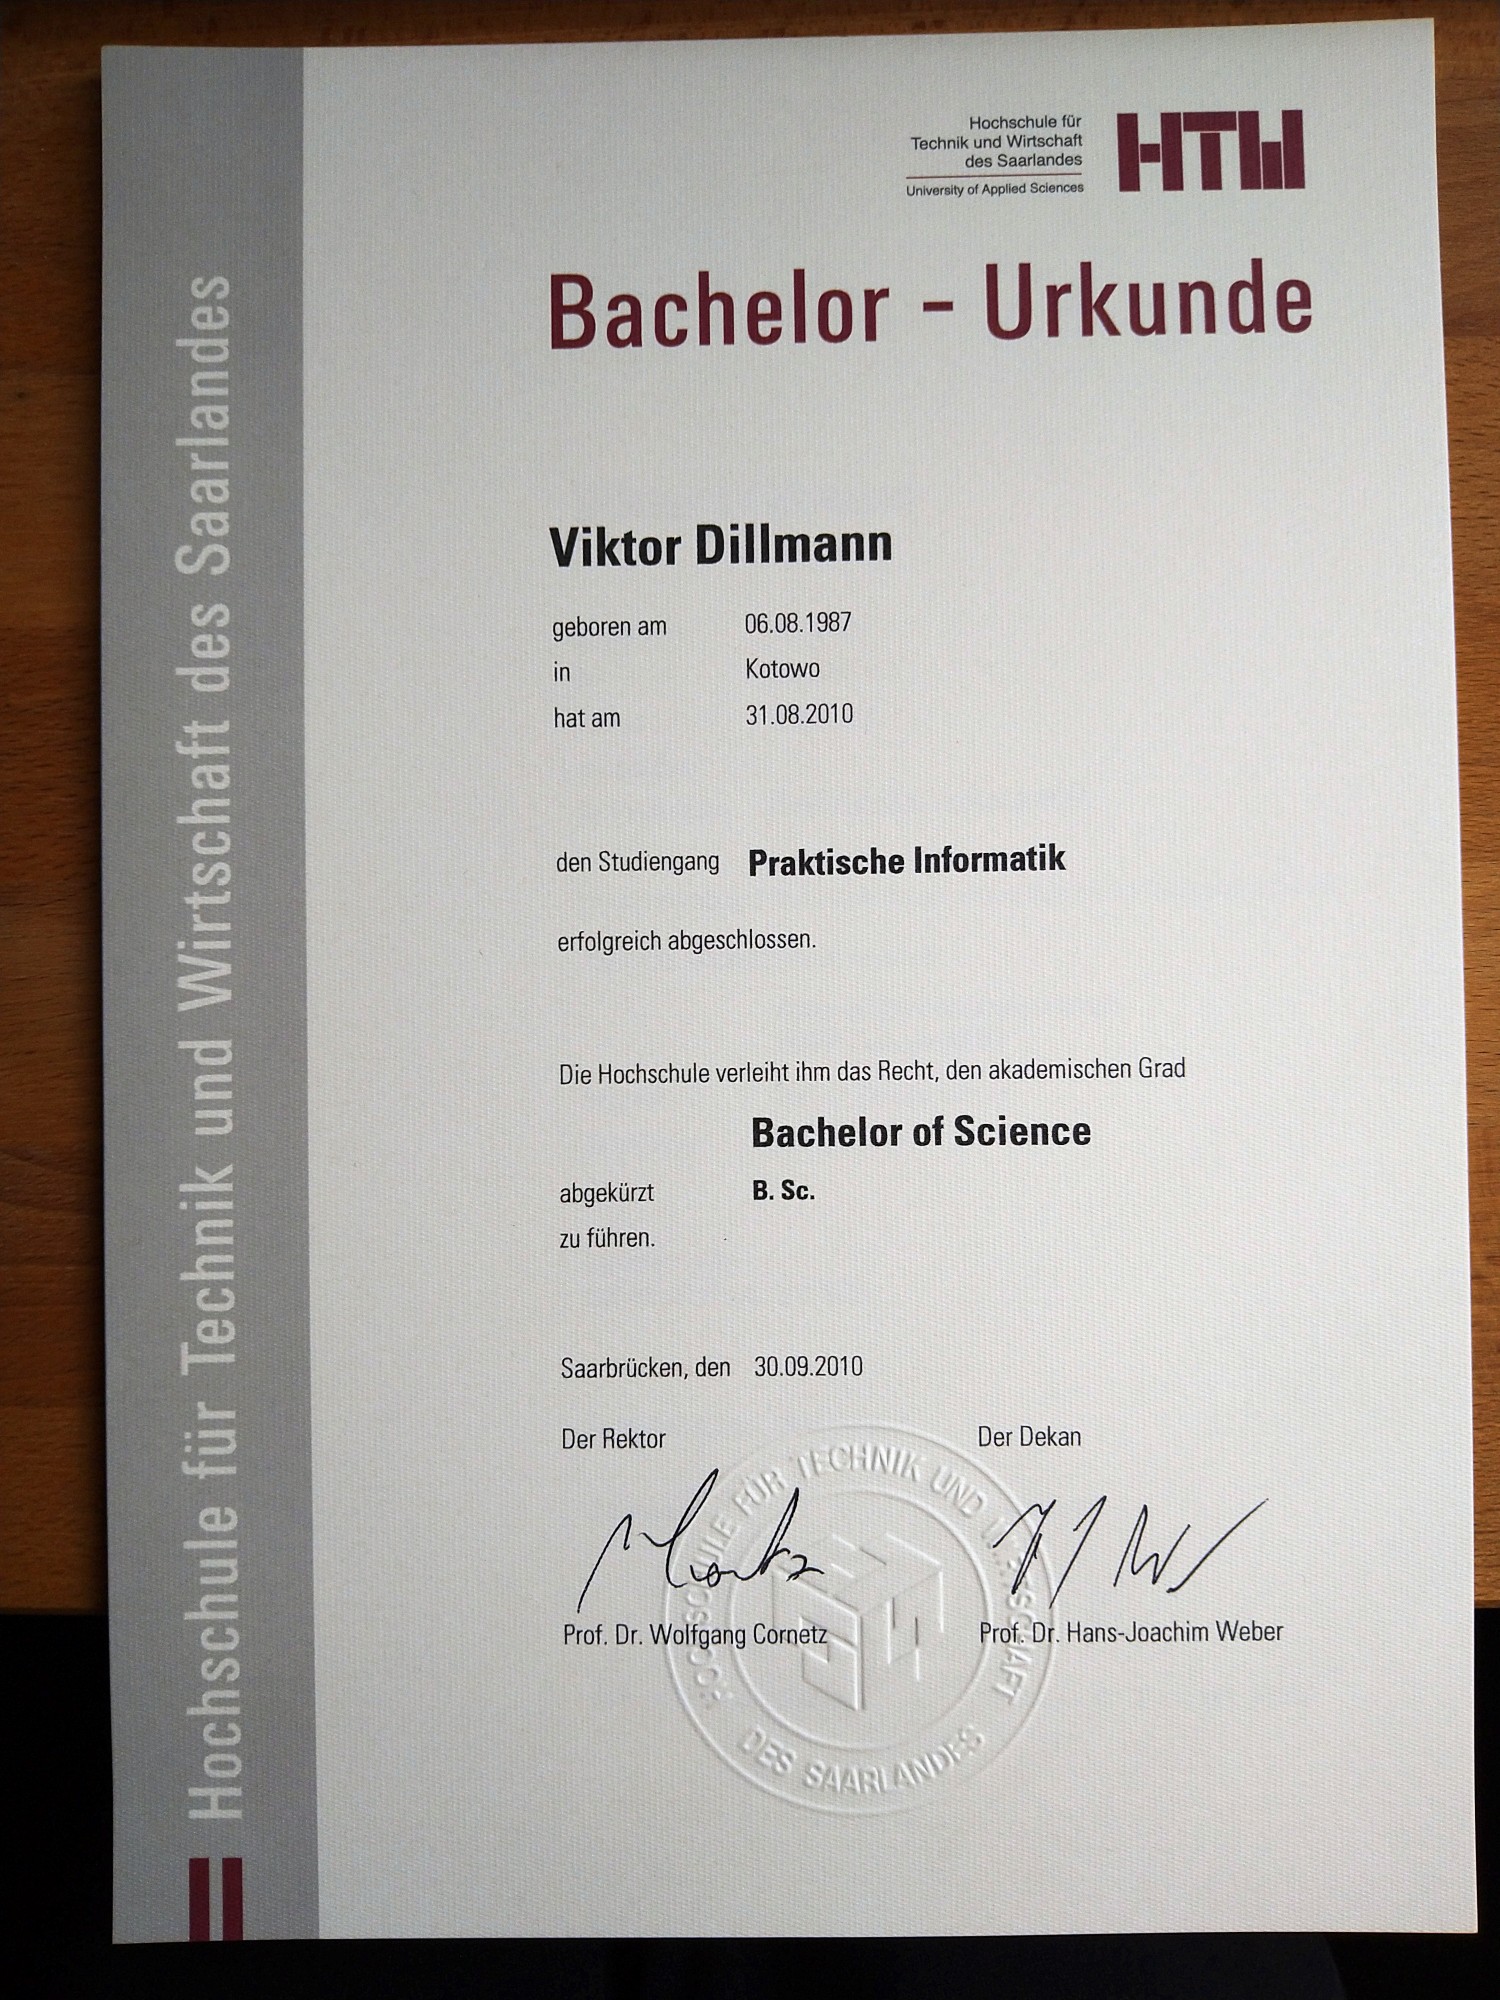 Hochschule für Technik und Wirtschaft des Saarlandes
Hochschule für
Technik und Wirtschaft
des Saarlandes
University of Applied Sciences
HTW
Bachelor - Urkunde
Viktor Dillmann
geboren am 06.08.1987
in Kotowo
hat am 31.08.2010
den Studiengang Praktische Informatik
erfolgreich abgeschlossen.
Die Hochschule verleiht ihm das Recht, den akademischen Grad
Bachelor of Science
abgekürzt B. Sc.
zu führen.
Saarbrücken, den 30.09.2010
Der Rektor Der Dekan
Prof. Dr. Wolfgang Cornetz Prof. Dr. Hans-Joachim Weber
HOCHSCHULE FÜR TECHNIK UND WIRTSCHAFT
DES SAARLANDES